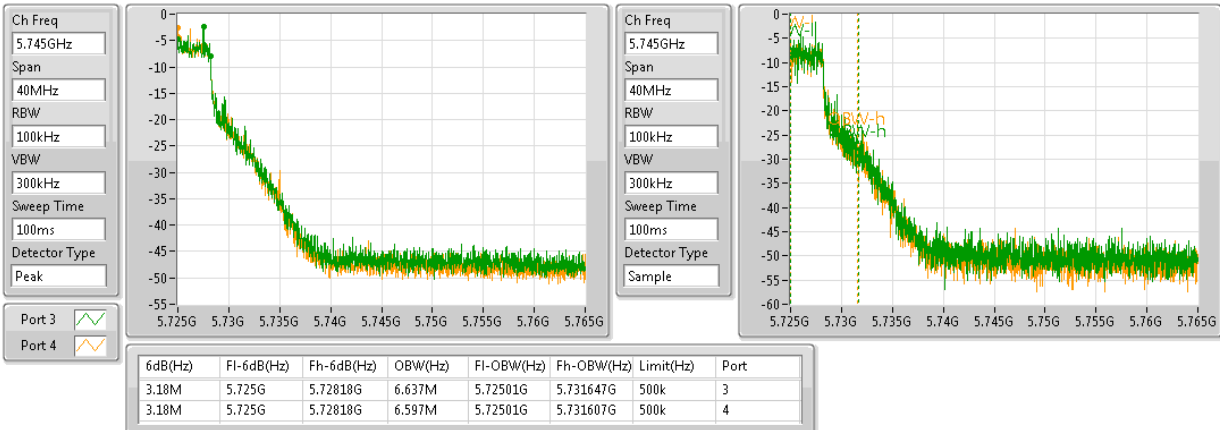 Ch Freq
5.745GHz
Span
40MHz
RBW
100kHz
VBW
300kHz
Sweep Time
100ms
Detector Type
Peak
Port 3
Port 4
0
-5
-10
-15
-20
-25
-30
-35
-40
-45
-50
-55
5.725G 5.73G 5.735G 5.74G 5.745G 5.75G 5.755G 5.76G 5.765G
Ch Freq
5.745GHz
Span
40MHz
RBW
100kHz
VBW
300kHz
Sweep Time
100ms
Detector Type
Sample
0
-5
-10
-15
-20
-25
-30
-35
-40
-45
-50
-55
-60
5.725G 5.73G 5.735G 5.74G 5.745G 5.75G 5.755G 5.76G 5.765G
6dB(Hz) Fl-6dB(Hz) Fh-6dB(Hz) OBW(Hz) Fl-OBW(Hz) Fh-OBW(Hz) Limit(Hz) Port
3.18M 5.725G 5.72818G 6.637M 5.72501G 5.731647G 500k 3
3.18M 5.725G 5.72818G 6.597M 5.72501G 5.731607G 500k 4